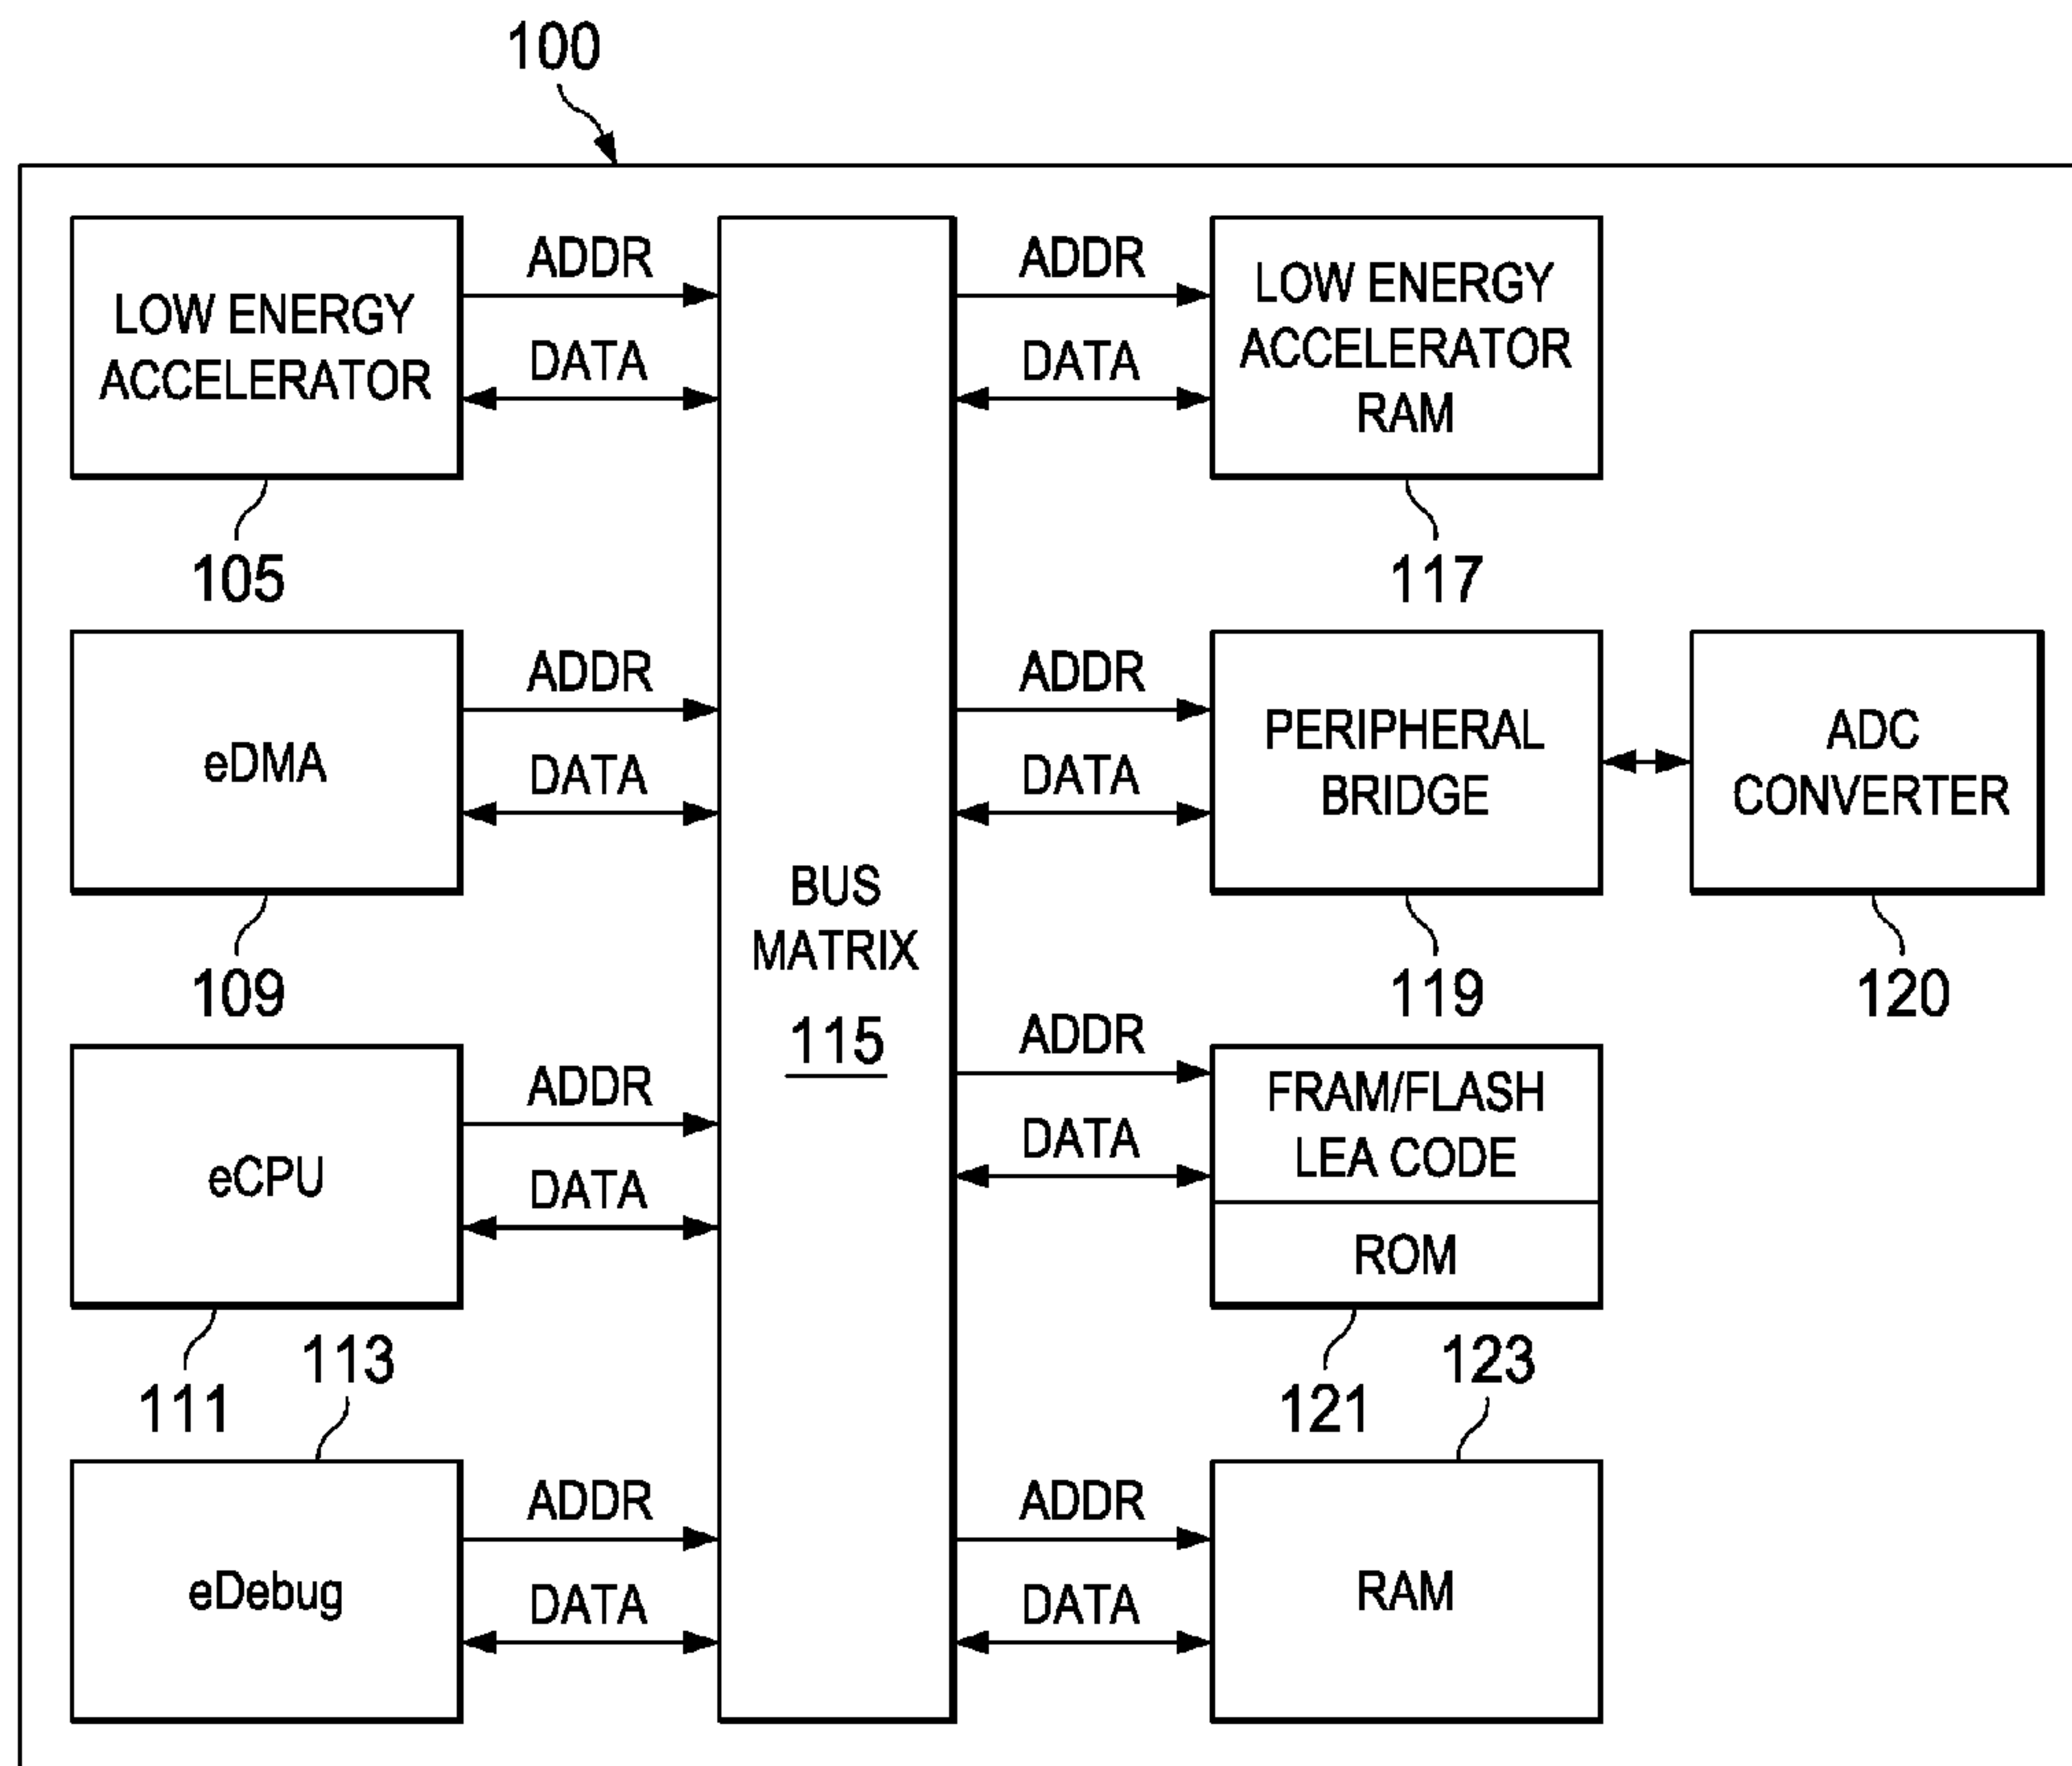 100
LOW ENERGY
ACCELERATOR
105
ADDR
DATA
ADDR
DATA
LOW ENERGY
ACCELERATOR
RAM
117
eDMA
109
ADDR
DATA
ADDR
DATA
PERIPHERAL
BRIDGE
119
ADC
CONVERTER
120
BUS
MATRIX
115
eCPU
111
ADDR
DATA
ADDR
DATA
FRAM/FLASH
LEA CODE
ROM
121
113
eDebug
ADDR
DATA
ADDR
DATA
123
RAM